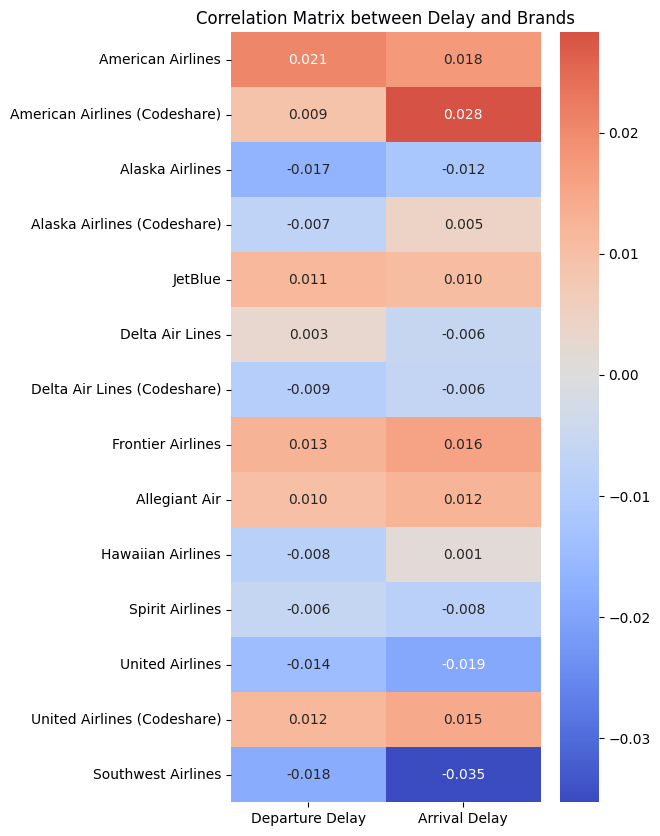 Correlation Matrix between Delay and Brands
American Airlines 0.021 0.018
American Airlines (Codeshare) 0.009 0.028
Alaska Airlines -0.017 -0.012
Alaska Airlines (Codeshare) -0.007 0.005
JetBlue 0.011 0.010
Delta Air Lines 0.003 -0.006
Delta Air Lines (Codeshare) -0.009 -0.006
Frontier Airlines 0.013 0.016
Allegiant Air 0.010 0.012
Hawaiian Airlines -0.008 0.001
Spirit Airlines -0.006 -0.008
United Airlines -0.014 -0.019
United Airlines (Codeshare) 0.012 0.015
Southwest Airlines -0.018 -0.035
Departure Delay Arrival Delay
0.02
0.01
0.00
−0.01
−0.02
−0.03